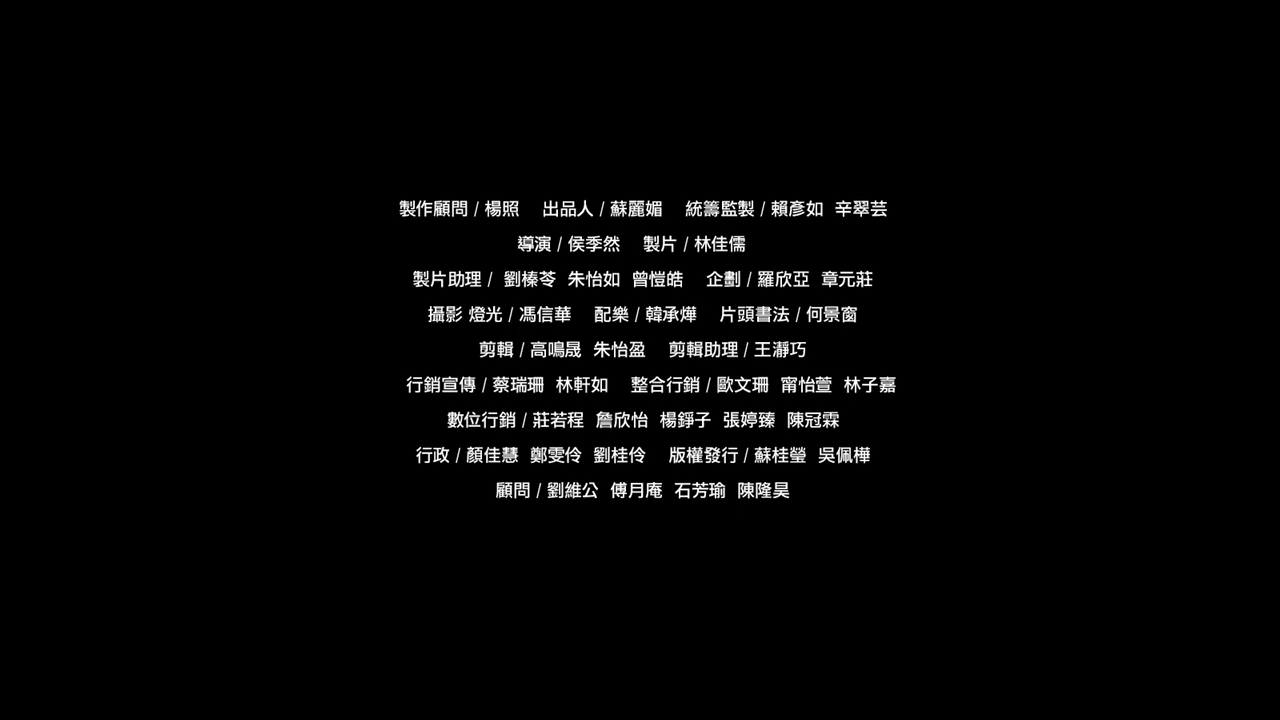 製作顧問 / 楊照 出品人 / 蘇麗媚 統籌監製 / 賴彥如 辛翠芸
導演 / 侯季然 製片 / 林佳儒
製片助理 / 劉榛苓 朱怡如 曾愷皓 企劃 / 羅欣亞 章元莊
攝影 燈光 / 馮信華 配樂 / 韓承燁 片頭書法 / 何景窗
剪輯 / 高鳴晟 朱怡盈 剪輯助理 / 王瀞巧
行銷宣傳 / 蔡瑞珊 林軒如 整合行銷 / 歐文珊 甯怡萱 林子嘉
數位行銷 / 莊若程 詹欣怡 楊錚子 張婷臻 陳冠霖
行政 / 顏佳慧 鄭雯伶 劉桂伶 版權發行 / 蘇桂瑩 吳佩樺
顧問 / 劉維公 傅月庵 石芳瑜 陳隆昊